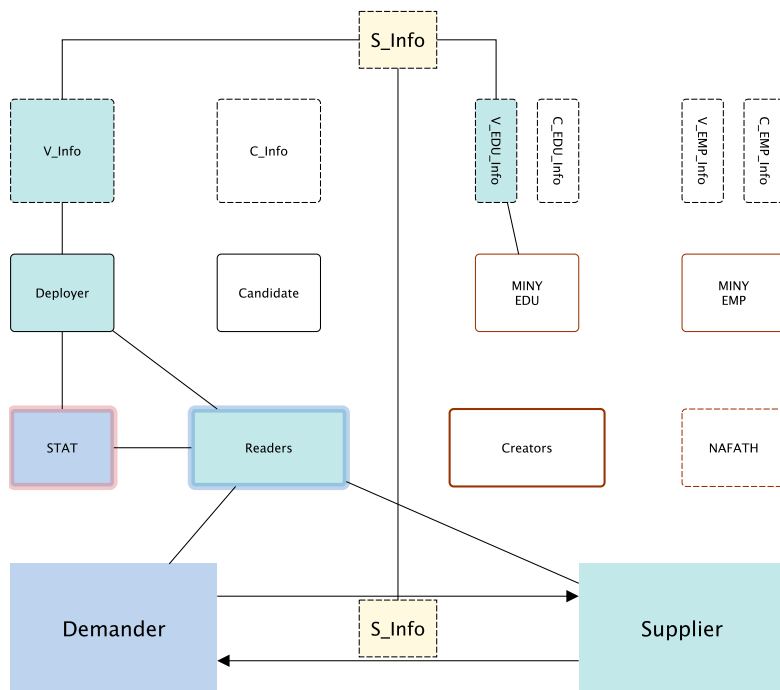 S_Info
V_Info
C_Info
V_EDU_Info
C_EDU_Info
V_EMP_Info
C_EMP_Info
Deployer
Candidate
MINY
EDU
MINY
EMP
STAT
Readers
Creators
NAFATH
Demander
S_Info
Supplier